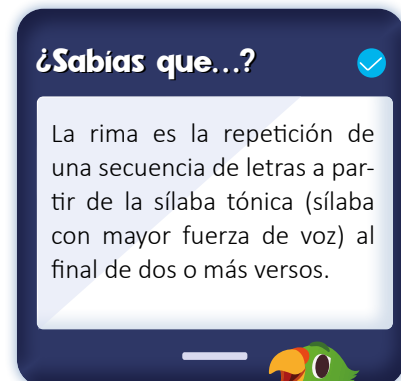 ¿Sabías que...?
La rima es la repetición de
una secuencia de letras a par-
tir de la sílaba tónica (sílaba
con mayor fuerza de voz) al
final de dos o más versos.